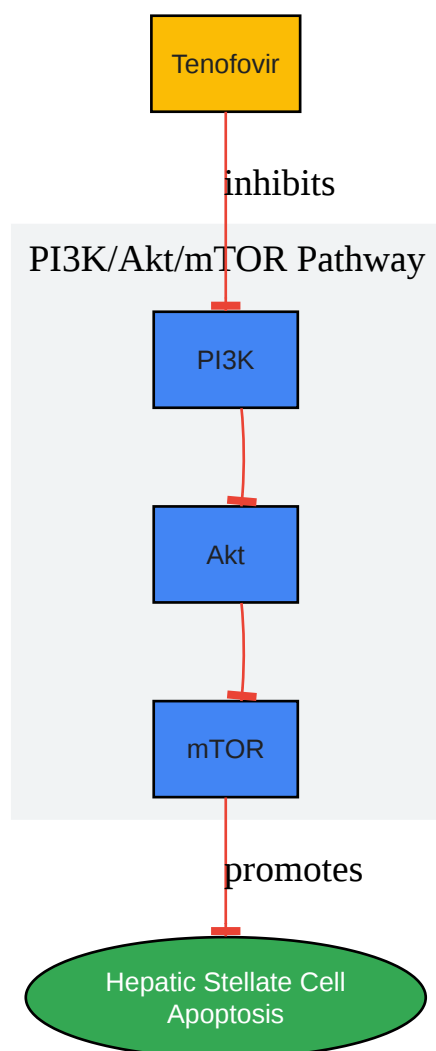 Tenofovir
inhibits
PI3K/Akt/mTOR Pathway
PI3K
Akt
mTOR
promotes
Hepatic Stellate Cell
Apoptosis